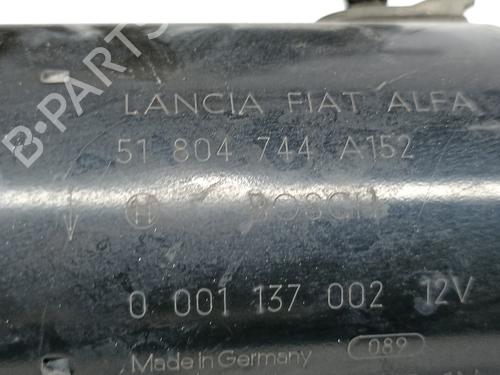 B-PARTS
LANCIA FIAT ALFA
51 804 744 A152
BOSCH
0 001 137 002 12V
Made in Germany 089